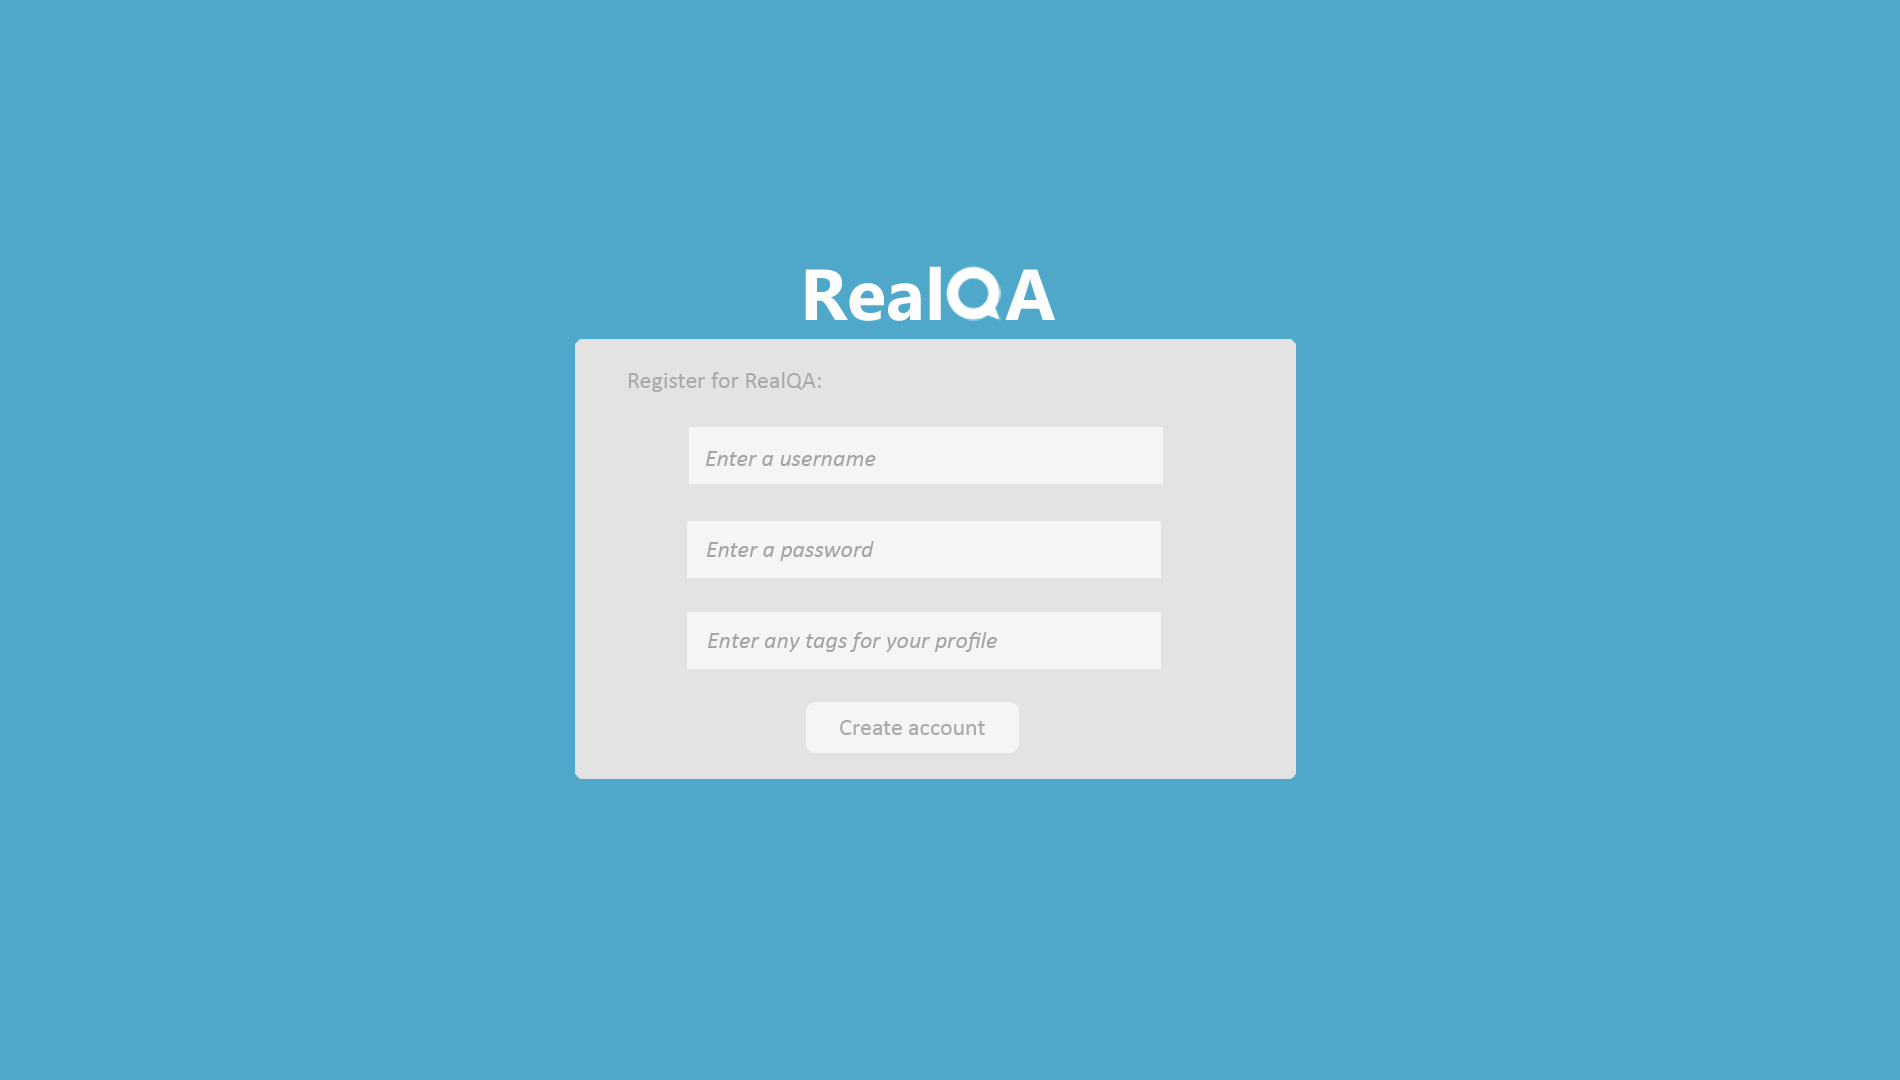 RealQA
Register for RealQA:
Enter a username
Enter a password
Enter any tags for your profile
Create account